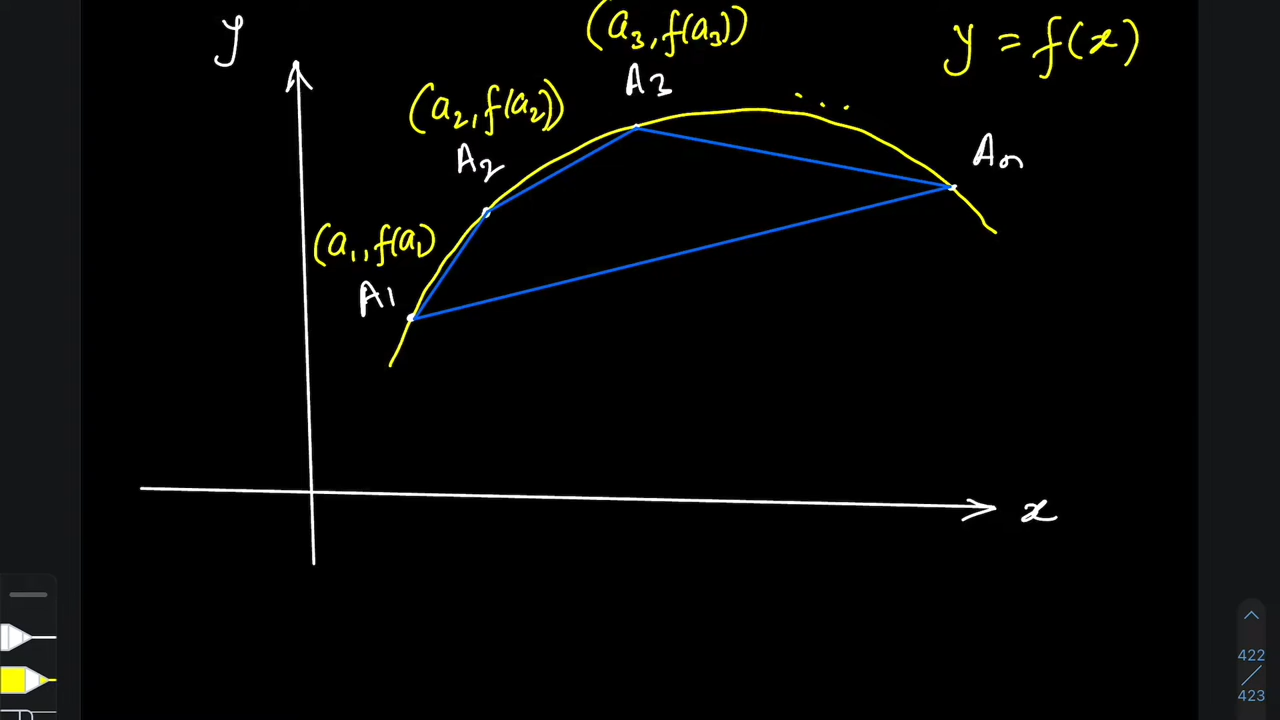 y
(a3, f(a3))
y = f(x)
A3
(a2, f(a2))
...
A2
An
(a1, f(a1)
A1
x
422
423